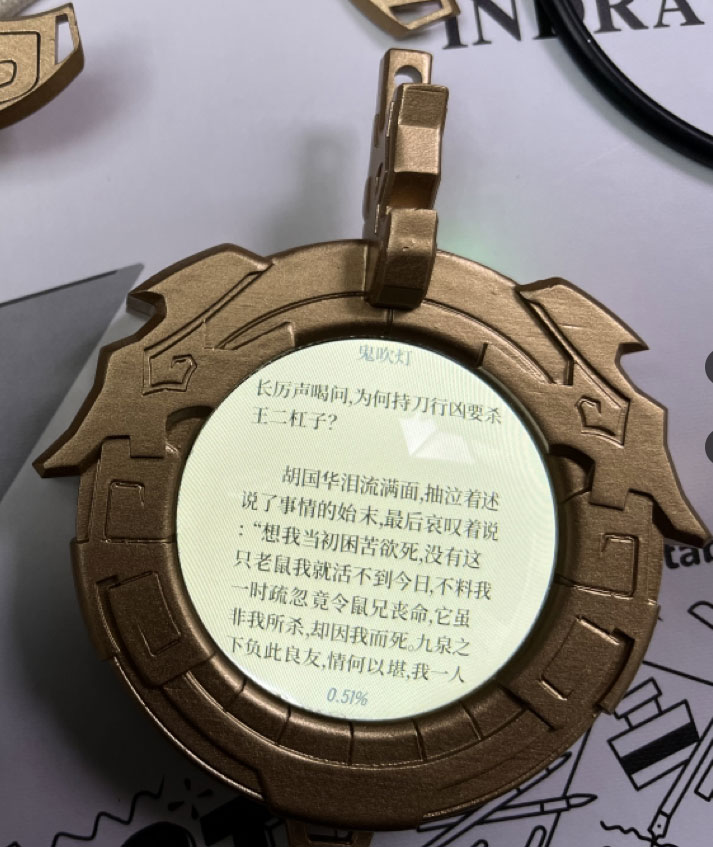 INDRA
鬼吹灯
长厉声喝问,为何持刀行凶要杀
王二杠子?
胡国华泪流满面,抽泣着述
说了事情的始末,最后哀叹着说
:“想我当初困苦欲死,没有这
只老鼠我就活不到今日,不料我
一时疏忽竟令鼠兄丧命,它虽
非我所杀,却因我而死。九泉之
下负此良友,情何以堪,我一人
0.51%